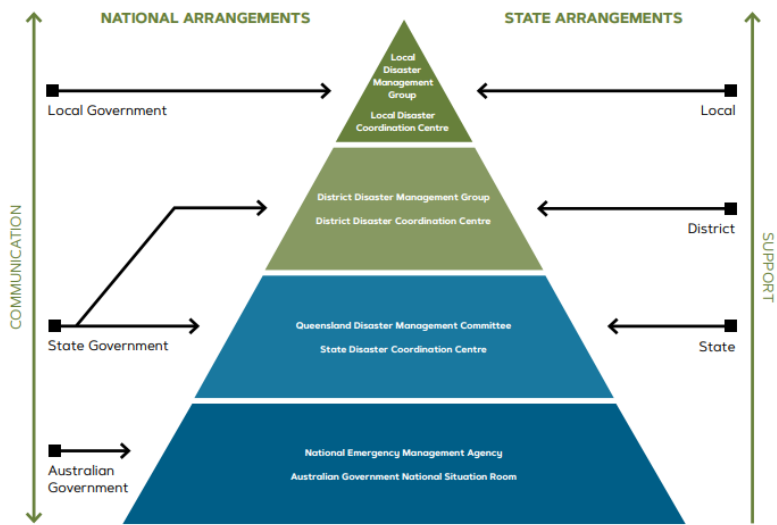 NATIONAL ARRANGEMENTS
STATE ARRANGEMENTS
COMMUNICATION
SUPPORT
Local Government
Local
Disaster
Management
Group
Local Disaster
Coordination Centre
Local
District Disaster Management Group
District Disaster Coordination Centre
District
State Government
Queensland Disaster Management Committee
State Disaster Coordination Centre
State
Australian
Government
National Emergency Management Agency
Australian Government National Situation Room